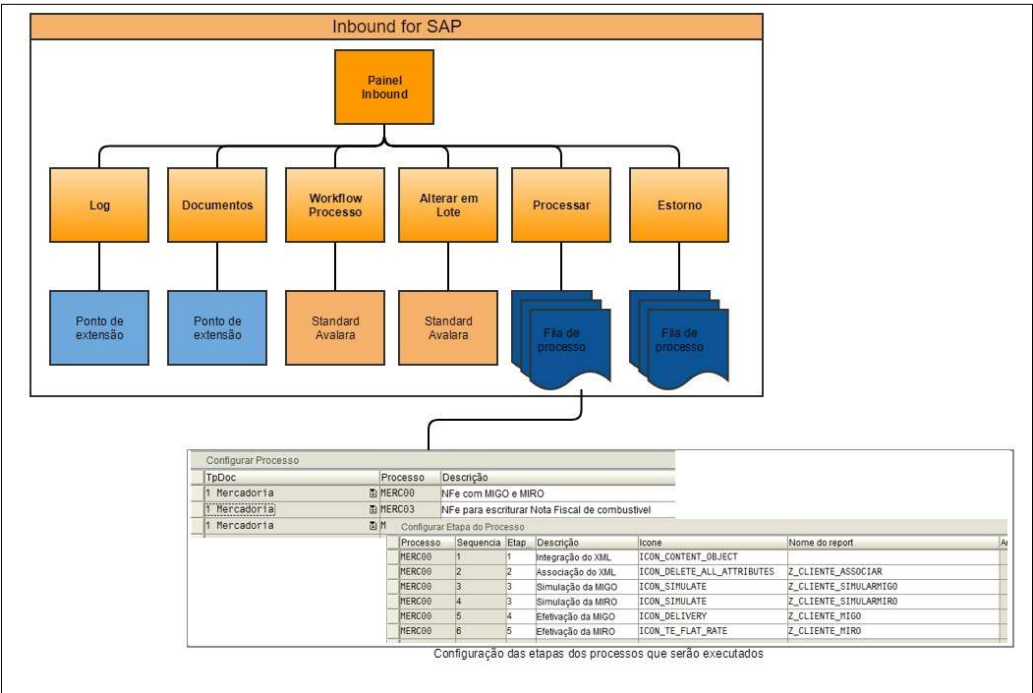 Inbound for SAP
Painel
Inbound
Log
Documentos
Workflow
Processo
Alterar em
Lote
Processar
Estorno
Ponto de
extensão
Ponto de
extensão
Standard
Avalara
Standard
Avalara
Fila de
processo
Fila de
processo
Configurar Processo
TpDoc Processo Descrição
1 Mercadoria MERC00 NFe com MIGO e MIRO
1 Mercadoria MERC03 NFe para escriturar Nota Fiscal de combustivel
1 Mercadoria M
Configurar Etapa do Processo
Processo Sequencia Etap Descrição Icone Nome do report
MERC00 1 1 Integração do XML ICON_CONTENT_OBJECT
MERC00 2 2 Associação do XML ICON_DELETE_ALL_ATTRIBUTES Z_CLIENTE_ASSOCIAR
MERC00 3 3 Simulação da MIGO ICON_SIMULATE Z_CLIENTE_SIMULARMIGO
MERC00 4 3 Simulação da MIRO ICON_SIMULATE Z_CLIENTE_SIMULARMIRO
MERC00 5 4 Efetivação da MIGO ICON_DELIVERY Z_CLIENTE_MIGO
MERC00 6 5 Efetivação da MIRO ICON_TE_FLAT_RATE Z_CLIENTE_MIRO
Configuração das etapas dos processos que serão executados